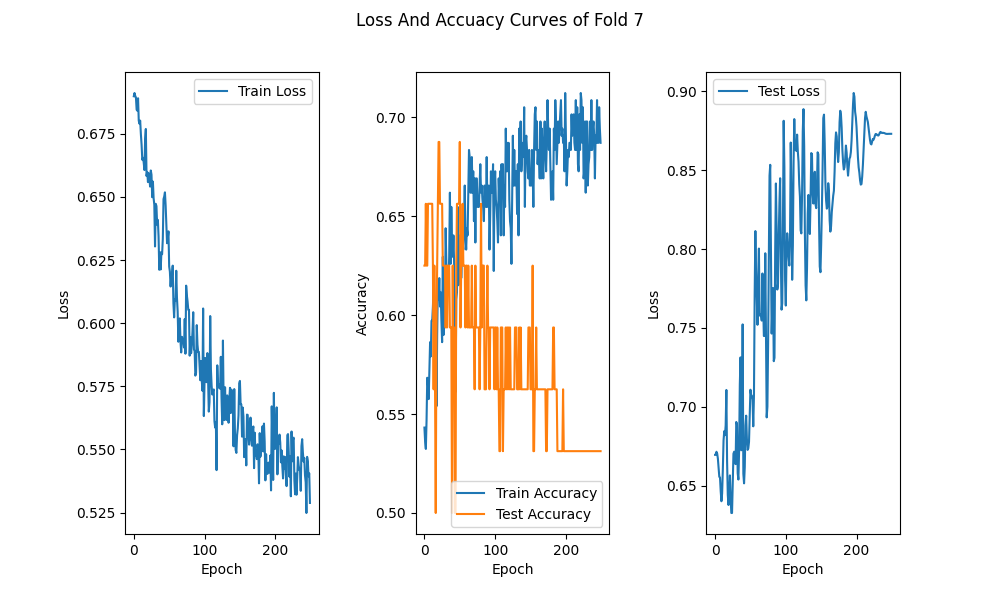 Loss And Accuacy Curves of Fold 7
Train Loss
0.675
0.650
0.625
0.600
0.575
0.550
0.525
Loss
0
100
200
Epoch
0.70
0.65
0.60
0.55
0.50
Accuracy
Train Accuracy
Test Accuracy
0
100
200
Epoch
Test Loss
0.90
0.85
0.80
0.75
0.70
0.65
Loss
0
100
200
Epoch